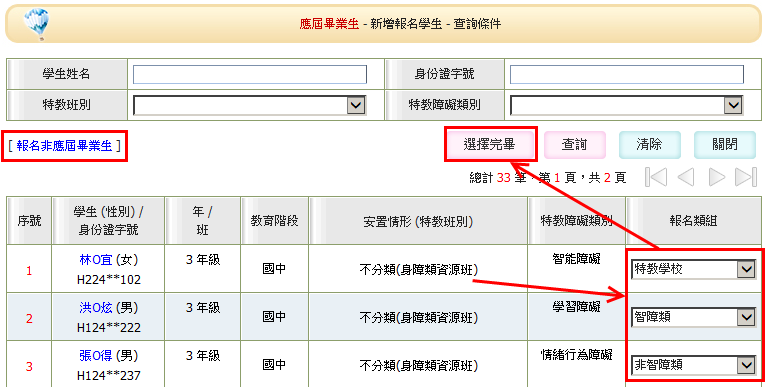 應屆畢業生 - 新增報名學生 - 查詢條件
學生姓名 身份證字號
特教班別 特教障礙類別
[ 報名非應屆畢業生 ] 選擇完畢 查詢 清除 關閉
總計 33 筆，第 1 頁，共 2 頁
序號 學生 (性別) / 身份證字號 年 / 班 教育階段 安置情形 (特教班別) 特教障礙類別 報名類組
1 林O宜 (女) 3 年級 國中 不分類(身障類資源班) 智能障礙 特教學校
H224**102
2 洪O炫 (男) 3 年級 國中 不分類(身障類資源班) 學習障礙 智障類
H124**222
3 張O得 (男) 3 年級 國中 不分類(身障類資源班) 情緒行為障礙 非智障類
H124**237